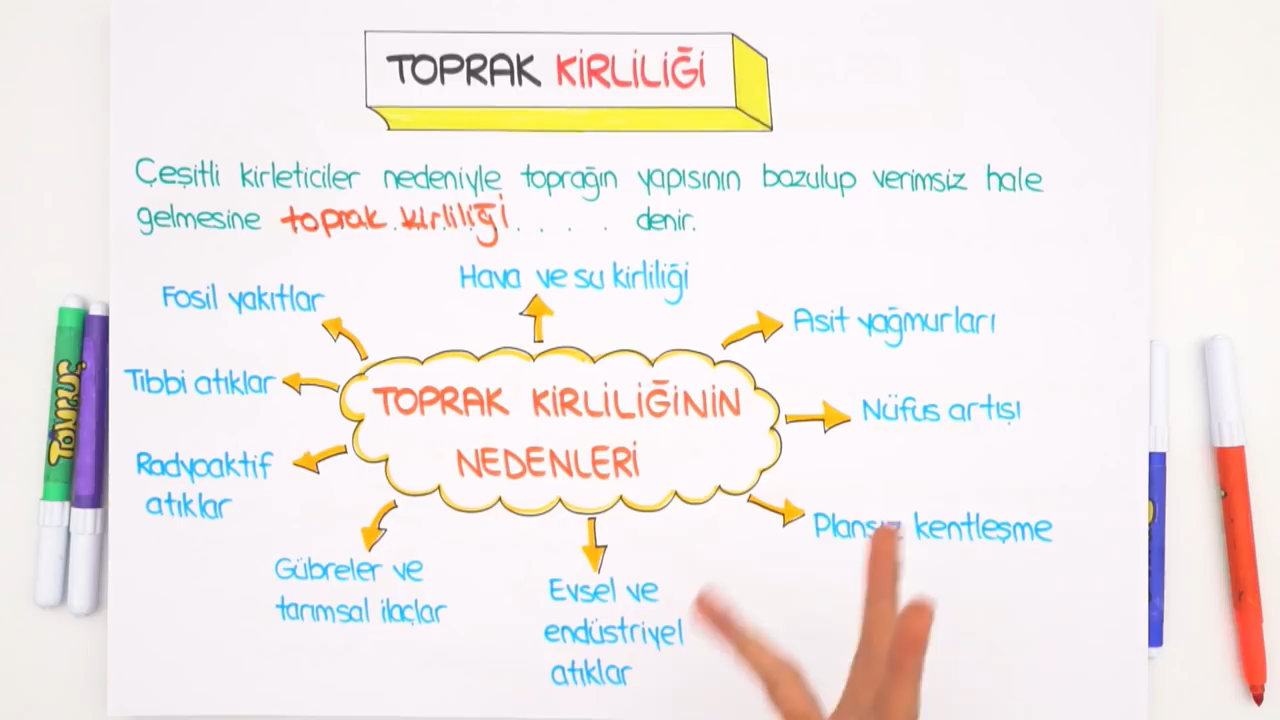 TOPRAK KİRLİLİĞİ
Çeşitli kirleticiler nedeniyle toprağın yapısının bozulup verimsiz hale
gelmesine toprak kirliliği . . . . denir.
Hava ve su kirliliği
Fosil yakıtlar
Asit yağmurları
Tıbbi atıklar
TOPRAK KİRLİLİĞİNİN
NEDENLERİ
Nüfus artışı
Radyoaktif
atıklar
Plansız kentleşme
Gübreler ve
tarımsal ilaçlar
Evsel ve
endüstriyel
atıklar